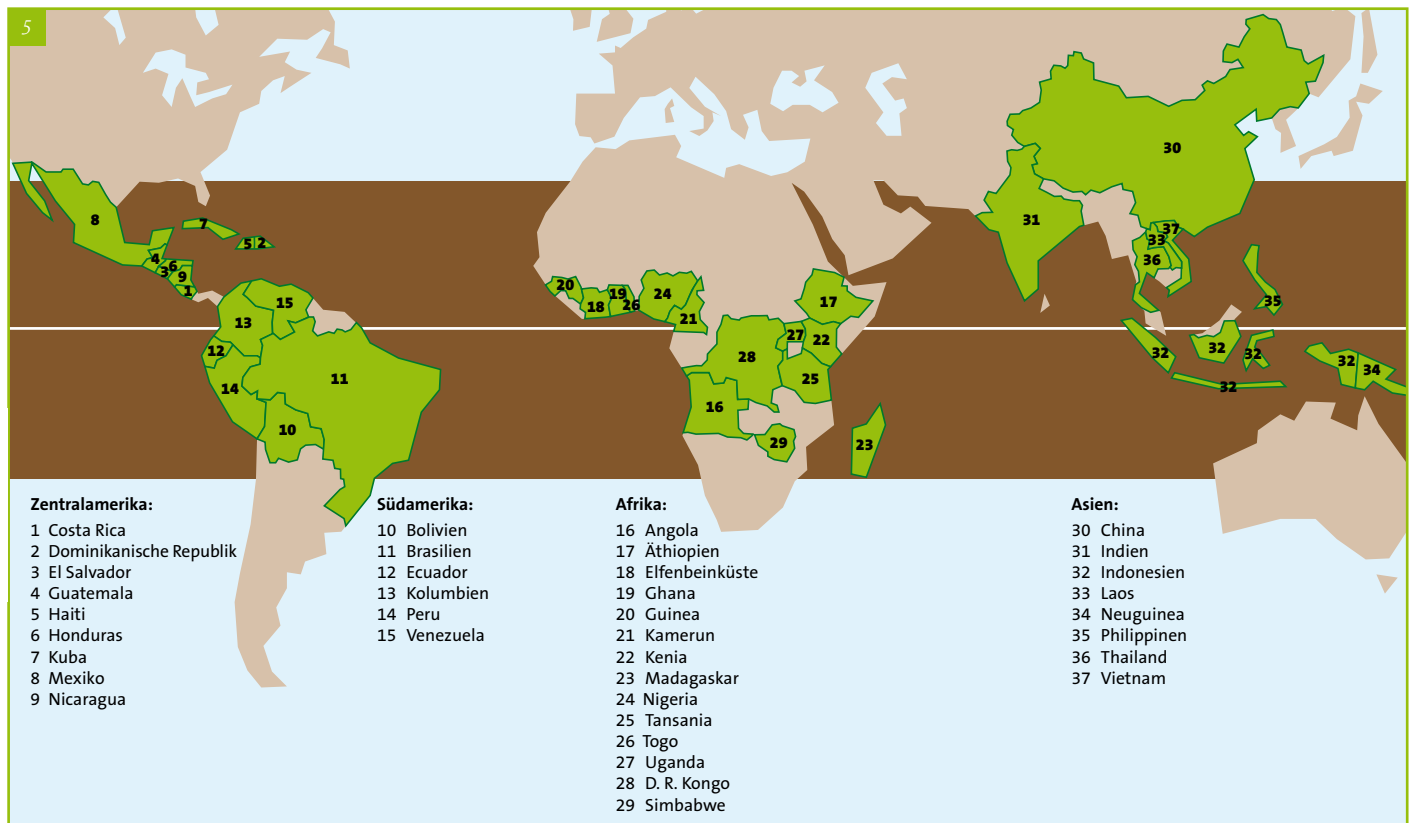 5
30
8
7
31
37
5 2
33
4
6
36
3
9
20
19
24
1
15
17
35
18
26
21
13
27
22
12
28
32
32
32
32
34
11
14
25
32
16
10
29
23
Zentralamerika:
1 Costa Rica
2 Dominikanische Republik
3 El Salvador
4 Guatemala
5 Haiti
6 Honduras
7 Kuba
8 Mexiko
9 Nicaragua
Südamerika:
10 Bolivien
11 Brasilien
12 Ecuador
13 Kolumbien
14 Peru
15 Venezuela
Afrika:
16 Angola
17 Äthiopien
18 Elfenbeinküste
19 Ghana
20 Guinea
21 Kamerun
22 Kenia
23 Madagaskar
24 Nigeria
25 Tansania
26 Togo
27 Uganda
28 D. R. Kongo
29 Simbabwe
Asien:
30 China
31 Indien
32 Indonesien
33 Laos
34 Neuguinea
35 Philippinen
36 Thailand
37 Vietnam